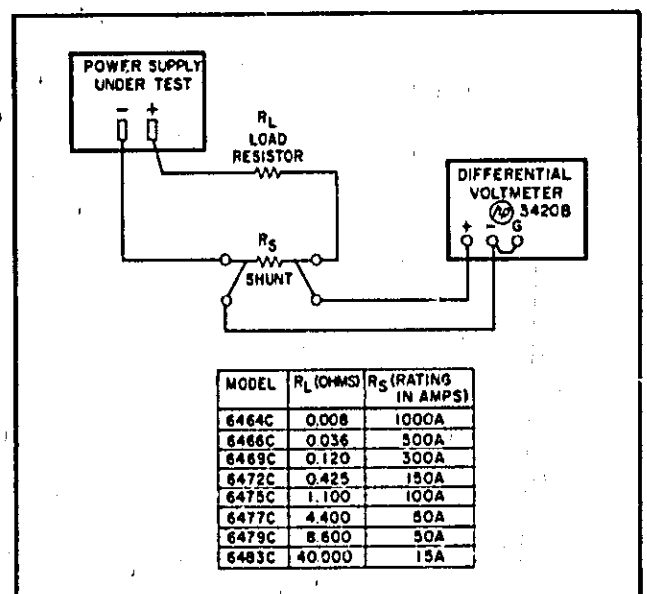 POWER SUPPLY
UNDER TEST
- +
RL
LOAD
RESISTOR
DIFFERENTIAL
VOLTMETER
hp 3420B
+ - G
RS
SHUNT
MODEL RL (OHMS) RS (RATING IN AMPS)
6464C 0.008 1000A
6466C 0.036 500A
6469C 0.120 300A
6472C 0.425 150A
6475C 1.100 100A
6477C 4.400 50A
6479C 8.600 50A
6483C 40.000 15A